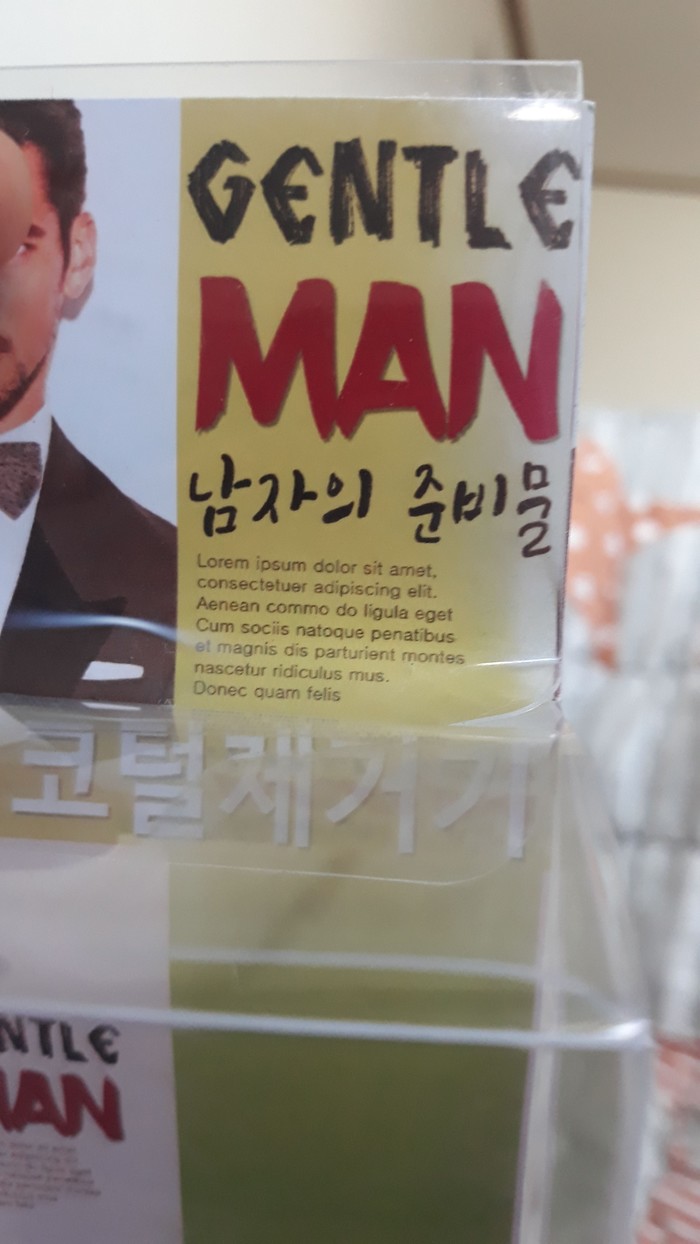 GENTLE
MAN
남자의 준비물
Lorem ipsum dolor sit amet,
consectetuer adipiscing elit.
Aenean commo do ligula eget
Cum sociis natoque penatibus
et magnis dis parturient montes
nascetur ridiculus mus.
Donec quam felis
코털제거기
NTLE
MAN